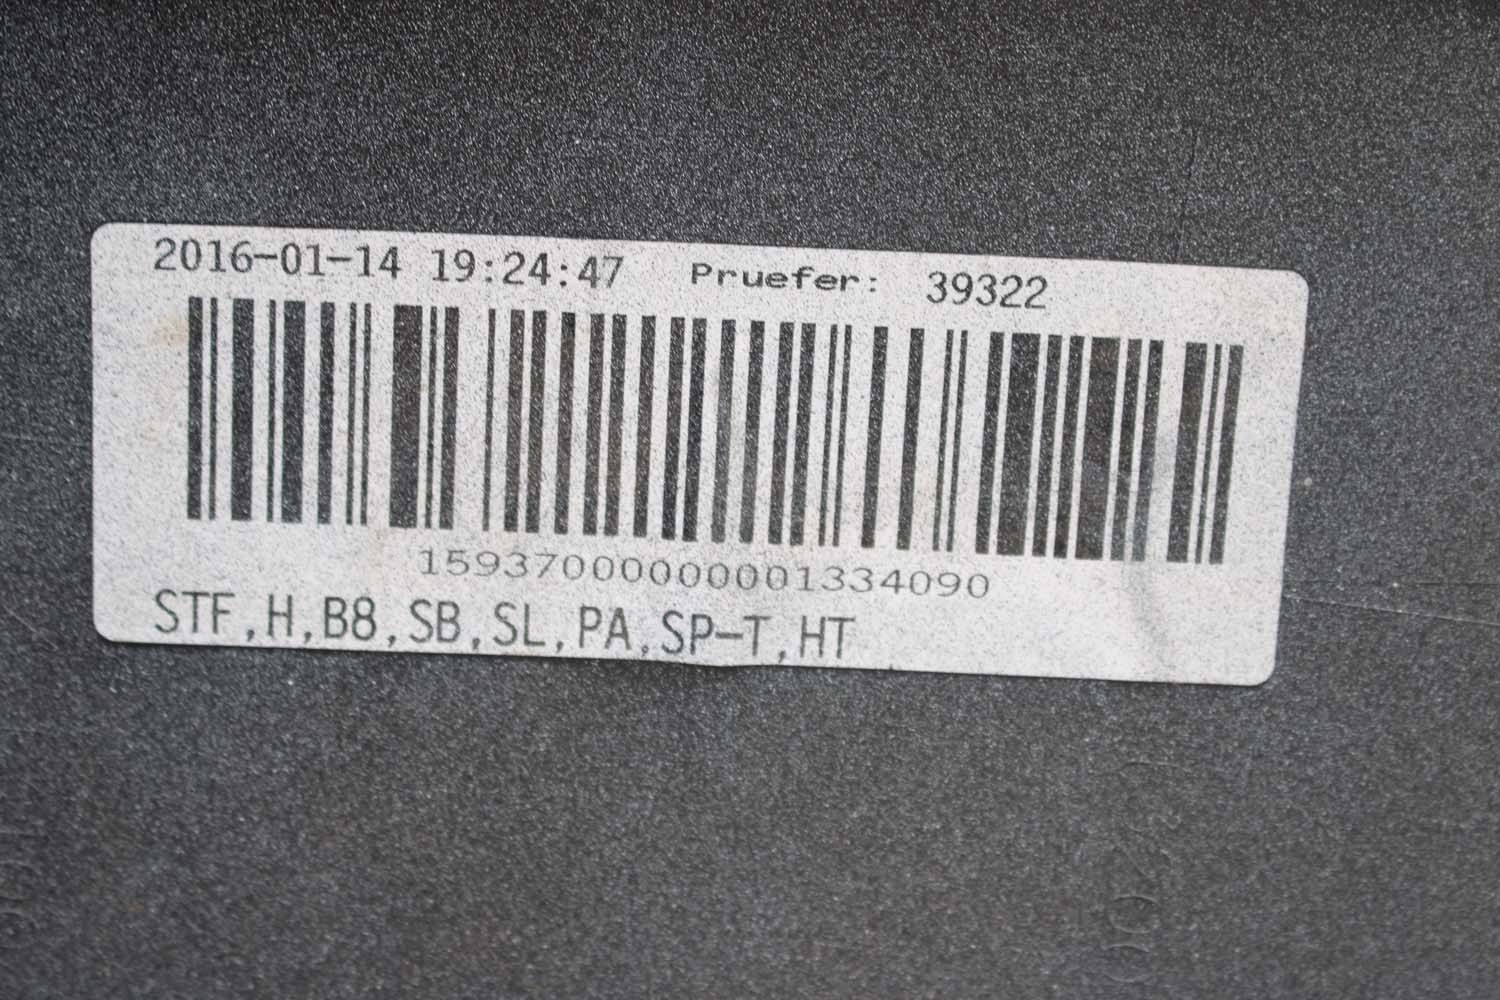 2016-01-14 19:24:47 Pruefer: 39322
15937000000001334090
STF,H,B8,SB,SL,PA,SP-T,HT